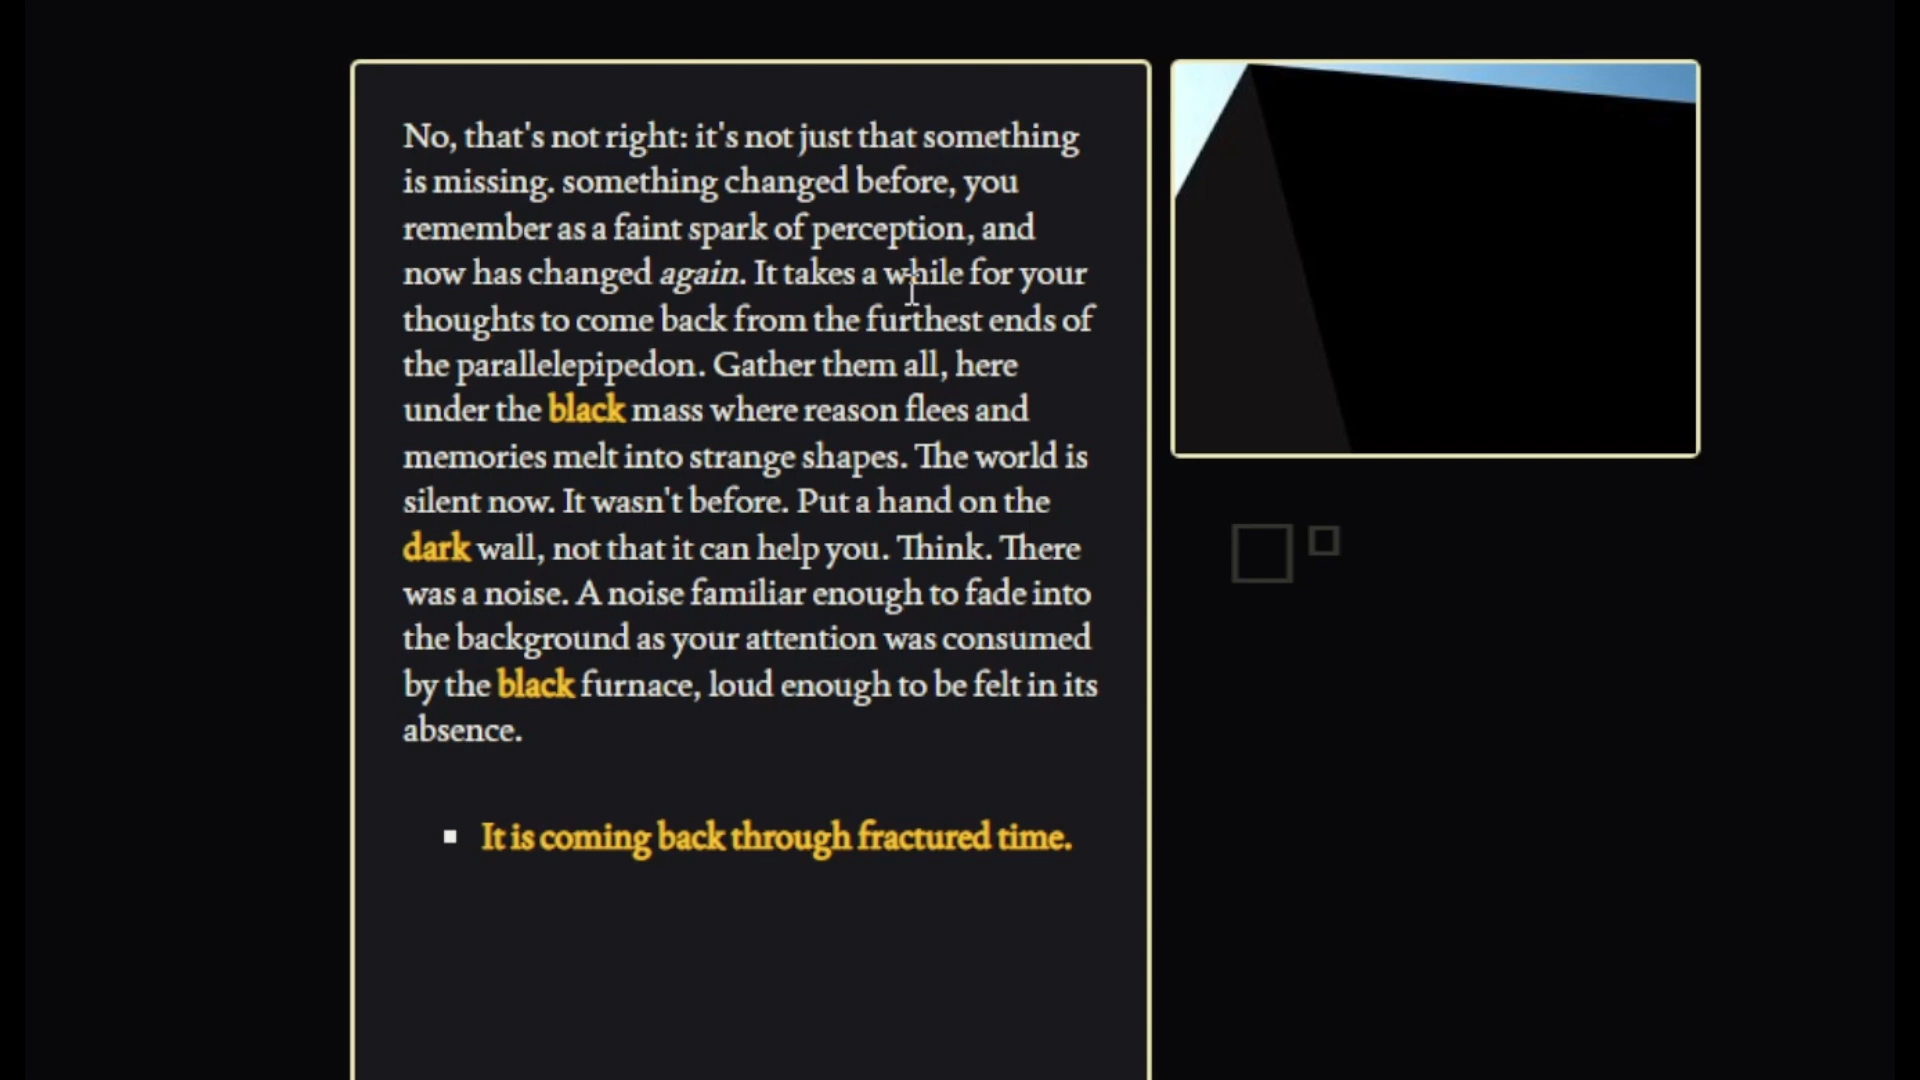 No, that's not right: it's not just that something
is missing. something changed before, you
remember as a faint spark of perception, and
now has changed again. It takes a while for your
thoughts to come back from the furthest ends of
the parallelepipedon. Gather them all, here
under the black mass where reason flees and
memories melt into strange shapes. The world is
silent now. It wasn't before. Put a hand on the
dark wall, not that it can help you. Think. There
was a noise. A noise familiar enough to fade into
the background as your attention was consumed
by the black furnace, loud enough to be felt in its
absence.
It is coming back through fractured time.